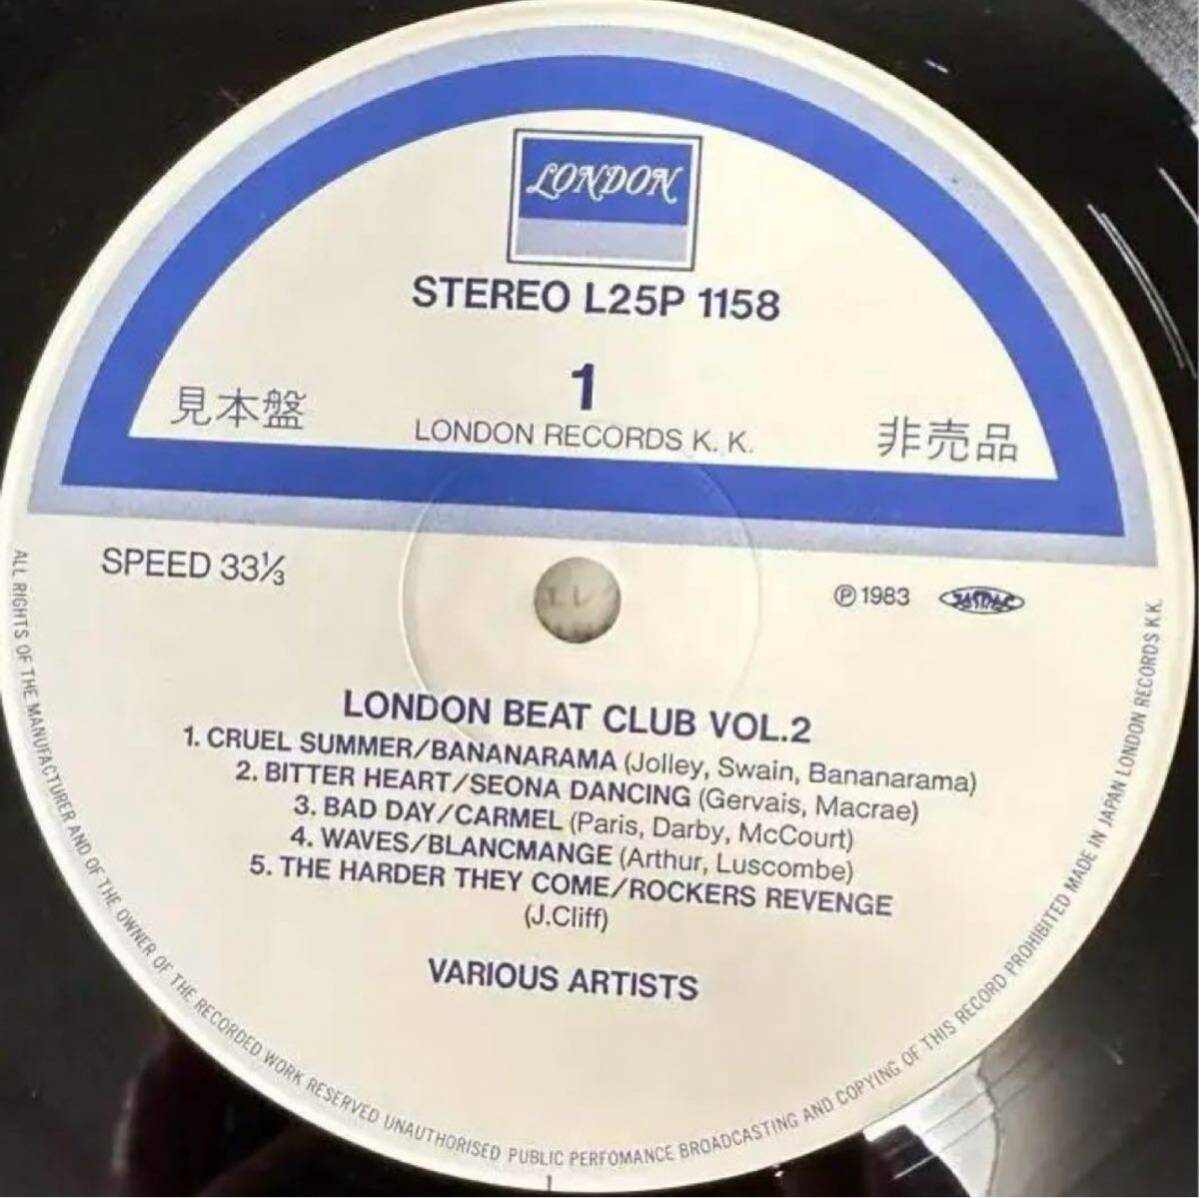 LONDON
STEREO L25P 1158
1
見本盤
LONDON RECORDS K. K.
非売品
SPEED 33⅓
Ⓟ 1983
JASRAC
LONDON BEAT CLUB VOL.2
1. CRUEL SUMMER/BANANARAMA (Jolley, Swain, Bananarama)
2. BITTER HEART/SEONA DANCING (Gervais, Macrae)
3. BAD DAY/CARMEL (Paris, Darby, McCourt)
4. WAVES/BLANCMANGE (Arthur, Luscombe)
5. THE HARDER THEY COME/ROCKERS REVENGE
(J.Cliff)
VARIOUS ARTISTS
ALL RIGHTS OF THE MANUFACTURER AND OF THE OWNER OF THE RECORDED WORK RESERVED UNAUTHORISED PUBLIC PERFOMANCE BROADCASTING AND COPYING OF THIS RECORD PROHIBITED MADE IN JAPAN LONDON RECORDS K.K.